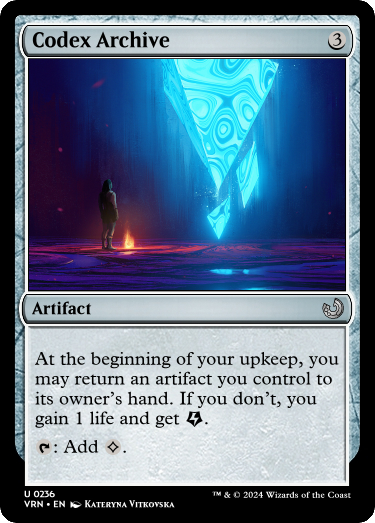 Codex Archive 3
Artifact
At the beginning of your upkeep, you
may return an artifact you control to
its owner's hand. If you don't, you
gain 1 life and get .
: Add .
U 0236
VRN • EN Kateryna Vitkovska
™ & © 2024 Wizards of the Coast